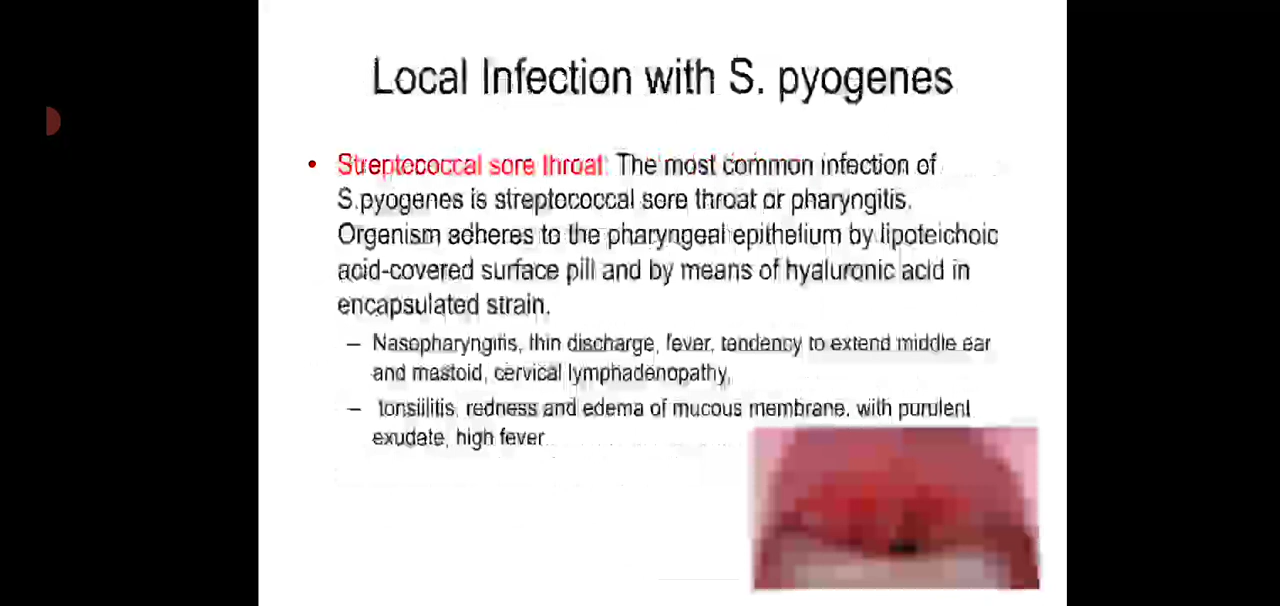 Local Infection with S. pyogenes
• Streptococcal sore throat: The most common infection of
S.pyogenes is streptococcal sore throat or pharyngitis.
Organism adheres to the pharyngeal epithelium by lipoteichoic
acid-covered surface pili and by means of hyaluronic acid in
encapsulated strain.
– Nasopharyngitis, thin discharge, fever, tendency to extend middle ear
and mastoid, cervical lymphadenopathy,
– tonsiilitis, redness and edema of mucous membrane, with purulent
exudate, high fever.